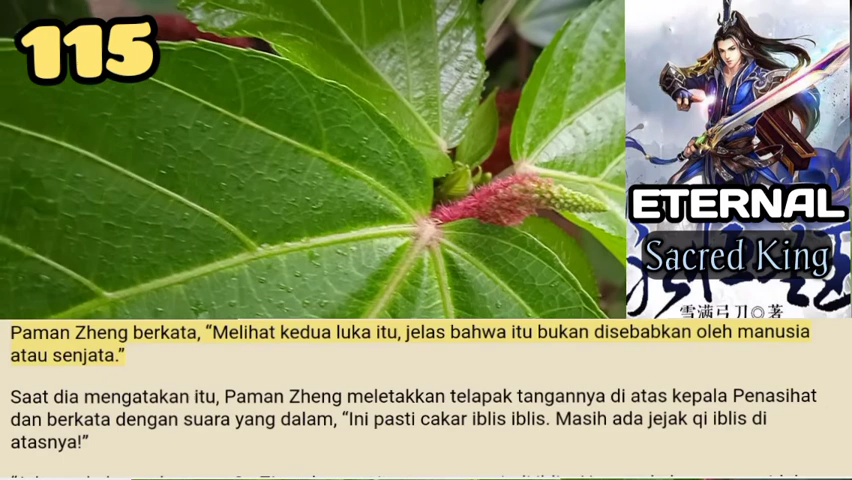 115
ETERNAL
Sacred King
雪满弓刀◎著
Paman Zheng berkata, “Melihat kedua luka itu, jelas bahwa itu bukan disebabkan oleh manusia
atau senjata.”
Saat dia mengatakan itu, Paman Zheng meletakkan telapak tangannya di atas kepala Penasihat
dan berkata dengan suara yang dalam, “Ini pasti cakar iblis iblis. Masih ada jejak qi iblis di
atasnya!”